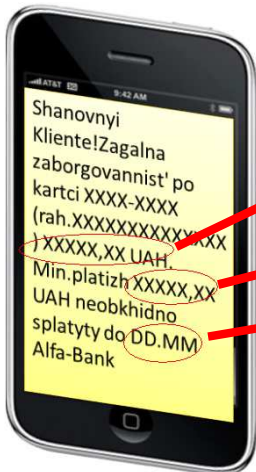 AT&T
9:42 AM
Shanovnyi
Kliente!Zagalna
zaborgovannist' po
kartci XXXX-XXXX
(rah.XXXXXXXXXXXXXX
) XXXXX,XX UAH.
Min.platizh XXXXX,XX
UAH neobkhidno
splatyty do DD.MM
Alfa-Bank